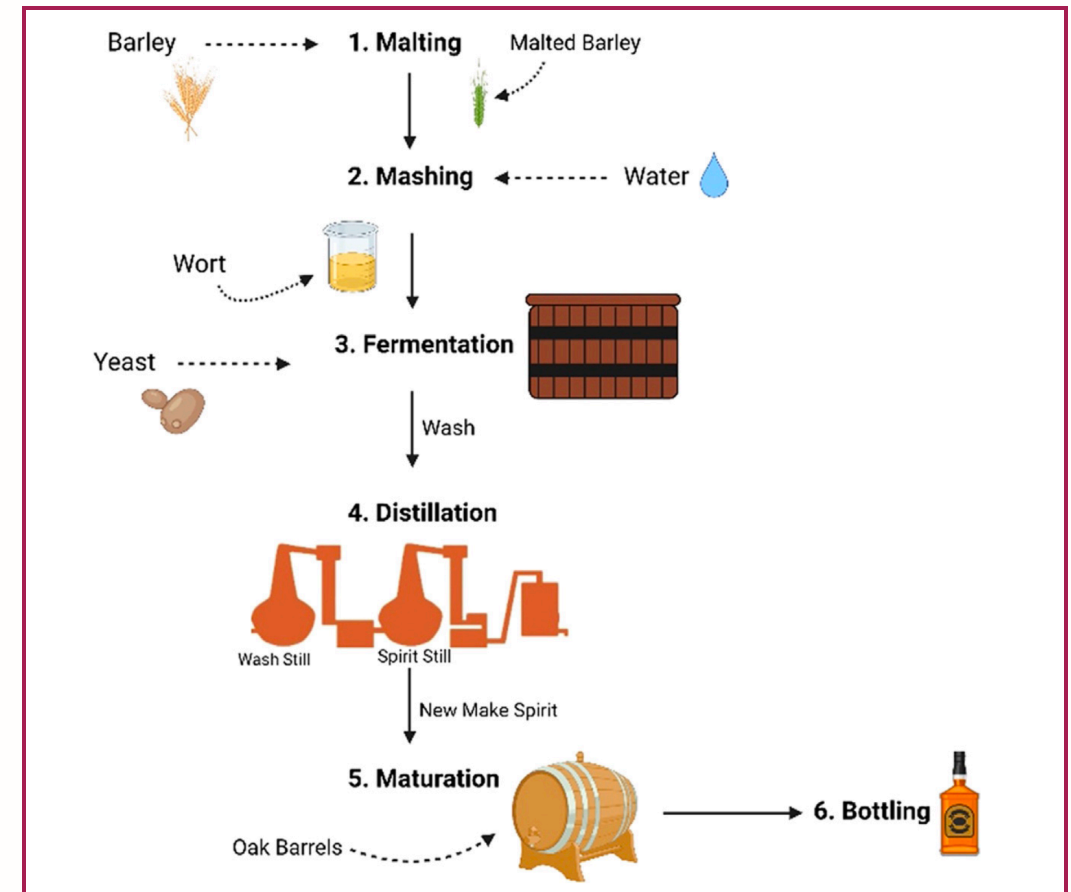 Barley
1. Malting
Malted Barley
2. Mashing
Water
Wort
3. Fermentation
Yeast
Wash
4. Distillation
Wash Still
Spirit Still
New Make Spirit
5. Maturation
6. Bottling
Oak Barrels